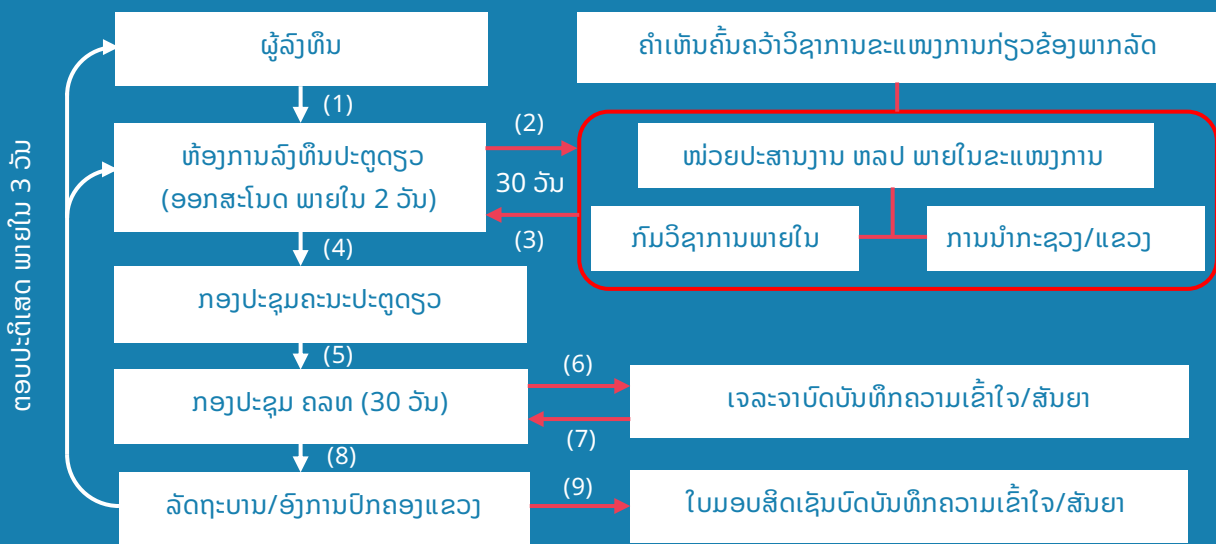 ຜູ້ລົງທຶນ
ຄຳເຫັນຄົ້ນຄວ້າວິຊາການຂະແໜງການກ່ຽວຂ້ອງພາກລັດ
(1)
ຫ້ອງການລົງທຶນປະຕູດຽວ
(ອອກສະໂນດ ພາຍໃນ 2 ວັນ)
(2)
30 ວັນ
(3)
ໜ່ວຍປະສານງານ ຫລປ ພາຍໃນຂະແໜງການ
ກົມວິຊາການພາຍໃນ
ການນຳກະຊວງ/ແຂວງ
(4)
ກອງປະຊຸມຄະນະປະຕູດຽວ
(5)
ກອງປະຊຸມ ຄລທ (30 ວັນ)
(6)
(7)
ເຈລະຈາບົດບັນທຶກຄວາມເຂົ້າໃຈ/ສັນຍາ
(8)
ລັດຖະບານ/ອົງການປົກຄອງແຂວງ
(9)
ໃບມອບສິດເຊັນບົດບັນທຶກຄວາມເຂົ້າໃຈ/ສັນຍາ
ຕອບປະຕິເສດ ພາຍໃນ 3 ວັນ